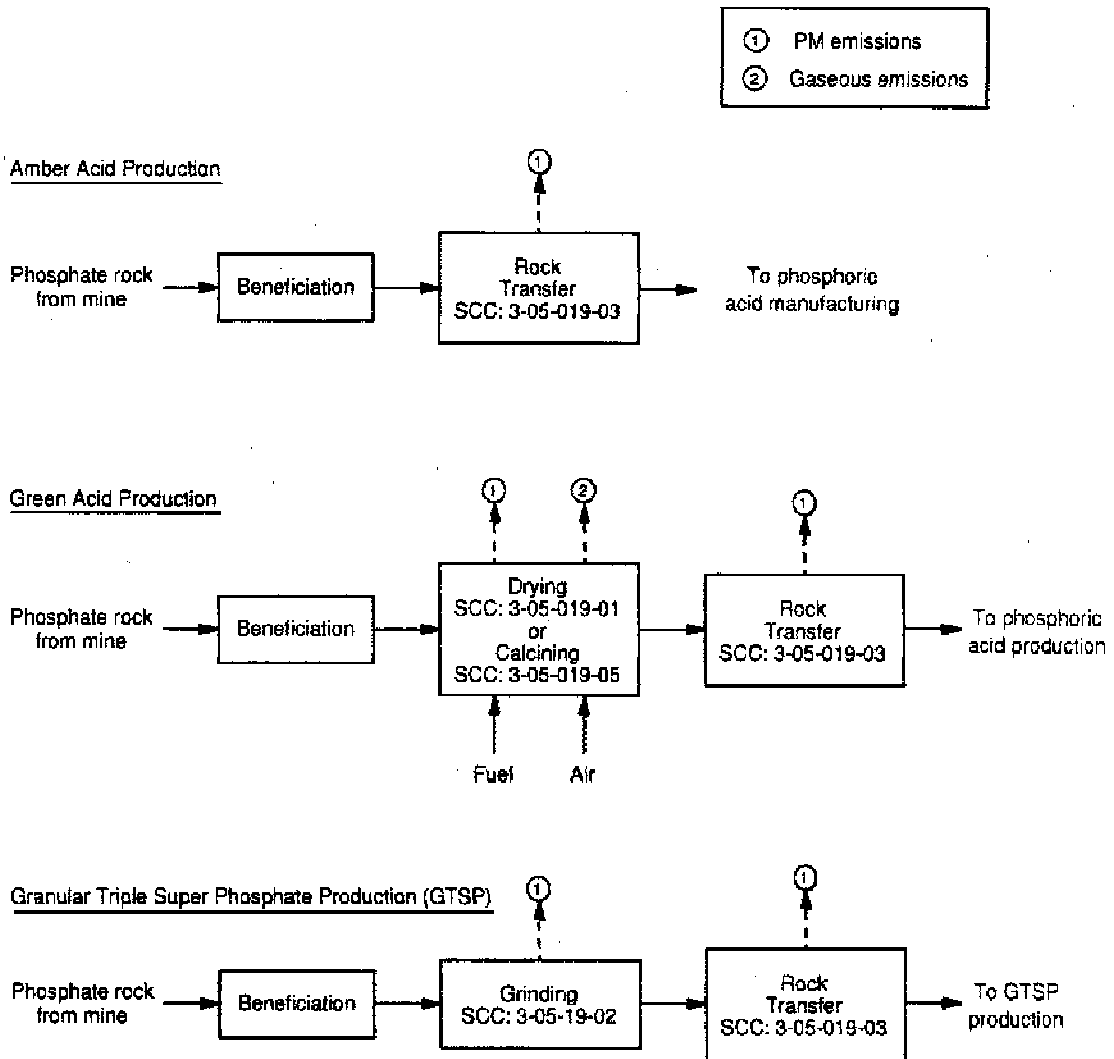 ① PM emissions
② Gaseous emissions
Amber Acid Production
①
Phosphate rock
from mine
Beneficiation
Rock
Transfer
SCC: 3-05-019-03
To phosphoric
acid manufacturing
Green Acid Production
①
②
①
Phosphate rock
from mine
Beneficiation
Drying
SCC: 3-05-019-01
or
Calcining
SCC: 3-05-019-05
Rock
Transfer
SCC: 3-05-019-03
To phosphoric
acid production
Fuel
Air
Granular Triple Super Phosphate Production (GTSP)
①
①
Phosphate rock
from mine
Beneficiation
Grinding
SCC: 3-05-19-02
Rock
Transfer
SCC: 3-05-019-03
To GTSP
production